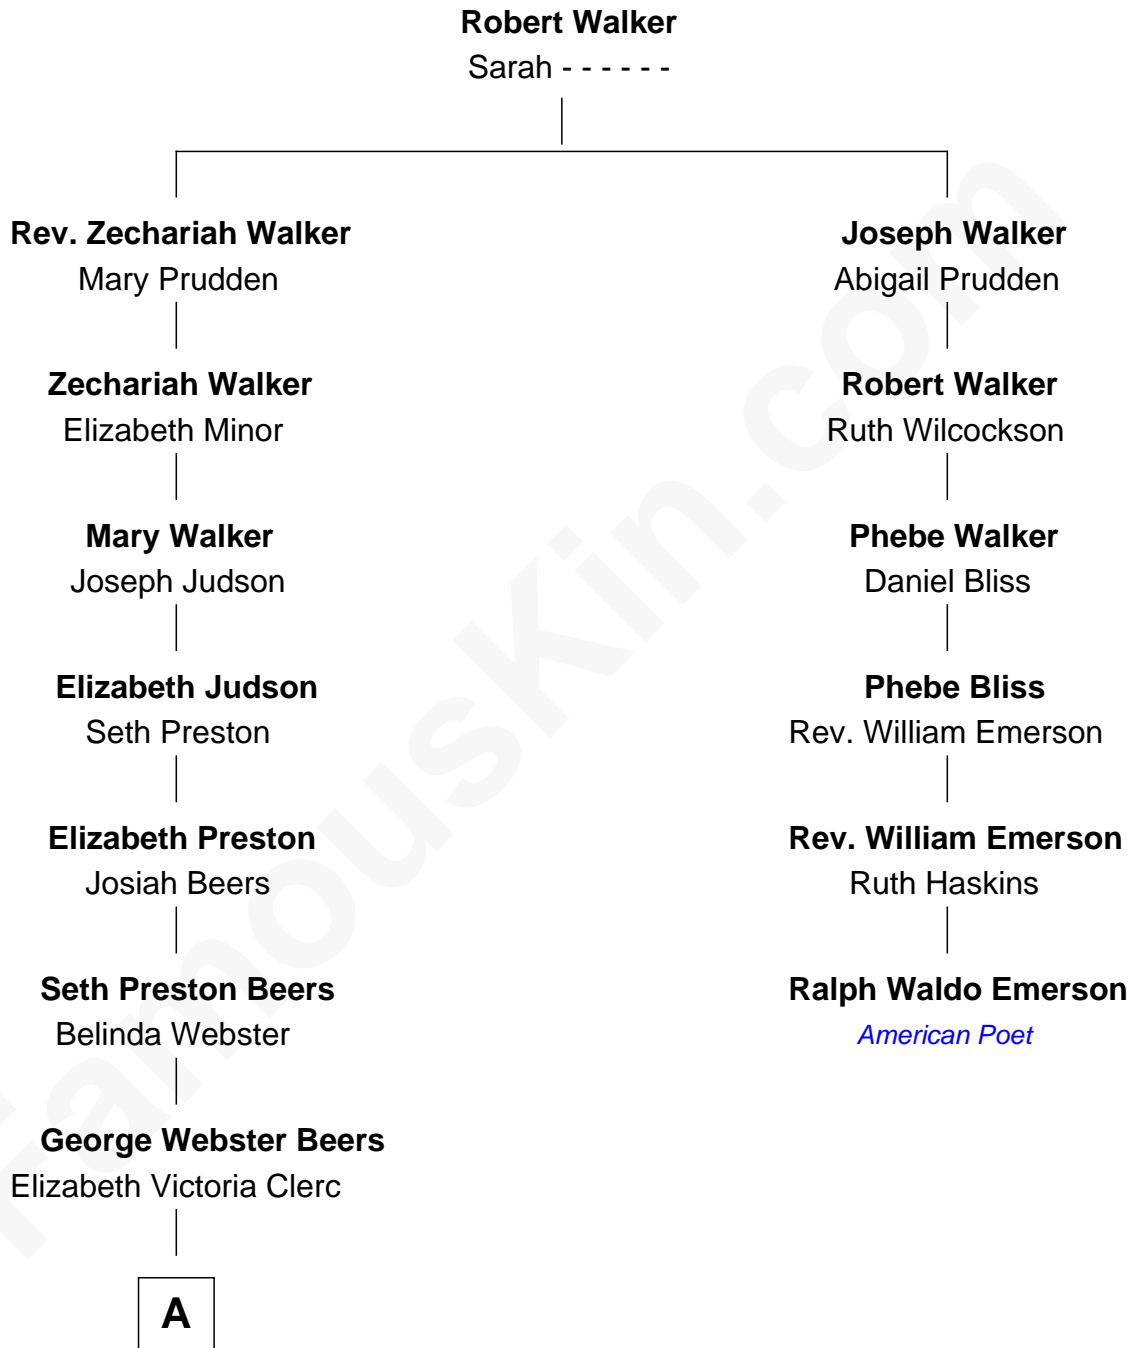 Robert Walker
Sarah - - - - - -
Rev. Zechariah Walker
Mary Prudden
Joseph Walker
Abigail Prudden
Zechariah Walker
Elizabeth Minor
Robert Walker
Ruth Wilcockson
Mary Walker
Joseph Judson
Phebe Walker
Daniel Bliss
Elizabeth Judson
Seth Preston
Phebe Bliss
Rev. William Emerson
Elizabeth Preston
Josiah Beers
Rev. William Emerson
Ruth Haskins
Seth Preston Beers
Belinda Webster
Ralph Waldo Emerson
American Poet
George Webster Beers
Elizabeth Victoria Clerc
A
FamousKin.com